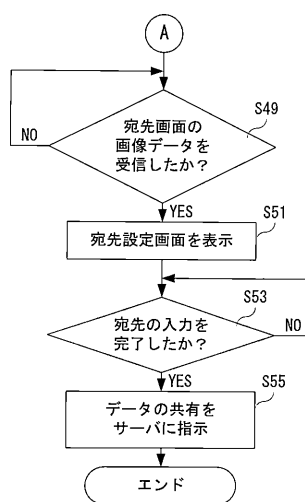 A
宛先画面の
画像データを
受信したか?
S49
NO
YES
S51
宛先設定画面を表示
S53
宛先の入力を
完了したか?
NO
YES
S55
データの共有を
サーバに指示
エンド